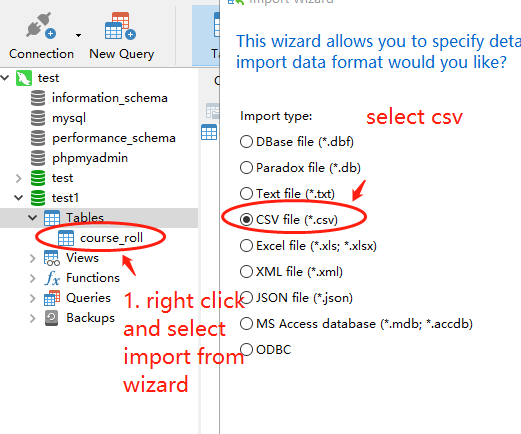 Import Wizard
Connection
New Query
Ta
This wizard allows you to specify deta
import data format would you like?
test
information_schema
mysql
performance_schema
phpmyadmin
test
test1
Tables
course_roll
Views
Functions
Queries
Backups
1. right click
and select
import from
wizard
Import type:
select csv
DBase file (*.dbf)
Paradox file (*.db)
Text file (*.txt)
CSV file (*.csv)
Excel file (*.xls; *.xlsx)
XML file (*.xml)
JSON file (*.json)
MS Access database (*.mdb; *.accdb)
ODBC